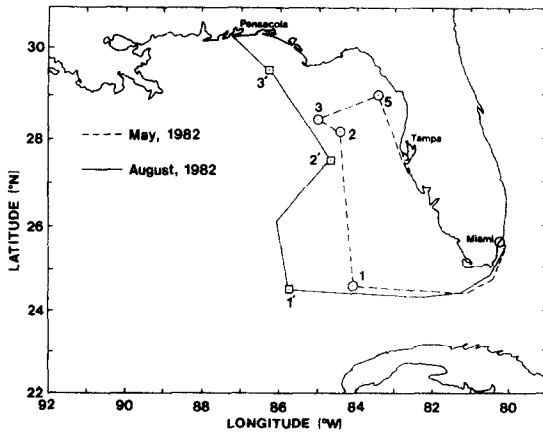 Pensacola
30
3'
28
3
5
2
2'
Tampa
May, 1982
August, 1982
26
Miami
1
1'
24
22
LATITUDE (°N)
92
90
88
86
84
82
80
LONGITUDE (°W)